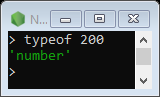 N...
> typeof 200
'number'
>